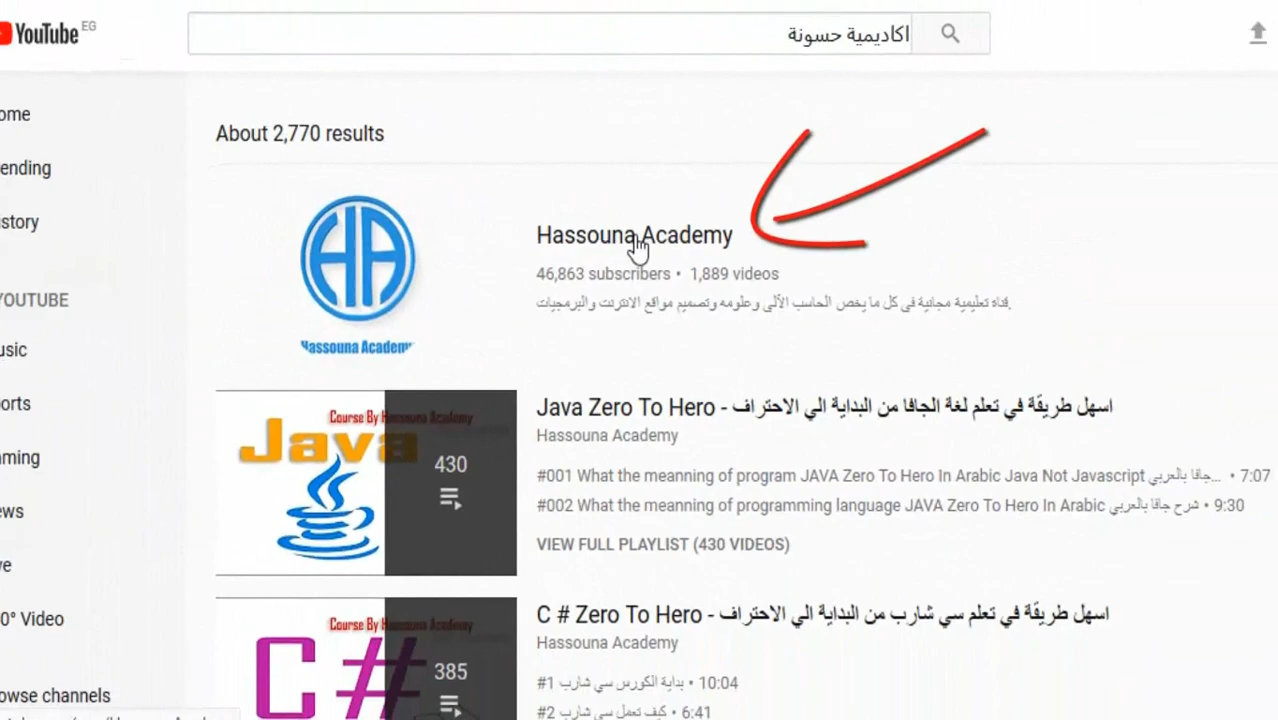 YouTube EG
اكاديمية حسونة
ome
ending
story
YOUTUBE
usic
orts
ming
ews
ve
0° Video
owse channels
About 2,770 results
HA
Hassouna Academy
Hassouna Academy
46,863 subscribers • 1,889 videos
قناه تعليمية مجانية فى كل ما يخص الحاسب الآلى وعلومه وتصميم مواقع الانترنت والبرمجيات.
Course By Hassouna Academy
Java
430
Java Zero To Hero - اسهل طريقة في تعلم لغة الجافا من البداية الي الاحتراف
Hassouna Academy
#001 What the meanning of program JAVA Zero To Hero In Arabic Java Not Javascript جافا بالعربي... • 7:07
#002 What the meanning of programming language JAVA Zero To Hero In Arabic شرح جافا بالعربي • 9:30
VIEW FULL PLAYLIST (430 VIDEOS)
Course By Hassouna Academy
C#
385
C # Zero To Hero - اسهل طريقة في تعلم سي شارب من البداية الي الاحتراف
Hassouna Academy
#1 بداية الكورس سي شارب • 10:04
#2 كيف تعمل سي شارب • 6:41